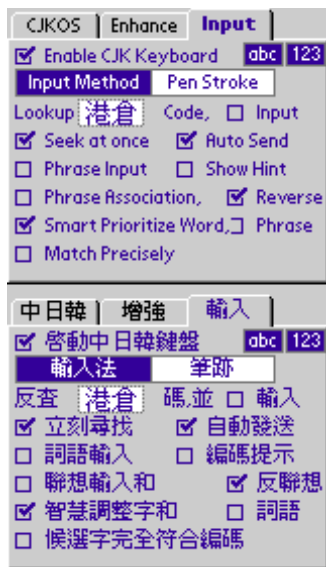 CJKOS Enhance Input
Enable CJK Keyboard abc 123
Input Method Pen Stroke
Lookup 港倉 Code, Input
Seek at once Auto Send
Phrase Input Show Hint
Phrase Association, Reverse
Smart Prioritize Word, Phrase
Match Precisely
中日韓 增強 輸入
啓動中日韓鍵盤 abc 123
輸入法 筆跡
反查 港倉 碼,並 輸入
立刻尋找 自動發送
詞語輸入 編碼提示
聯想輸入和 反聯想
智慧調整字和 詞語
候選字完全符合編碼